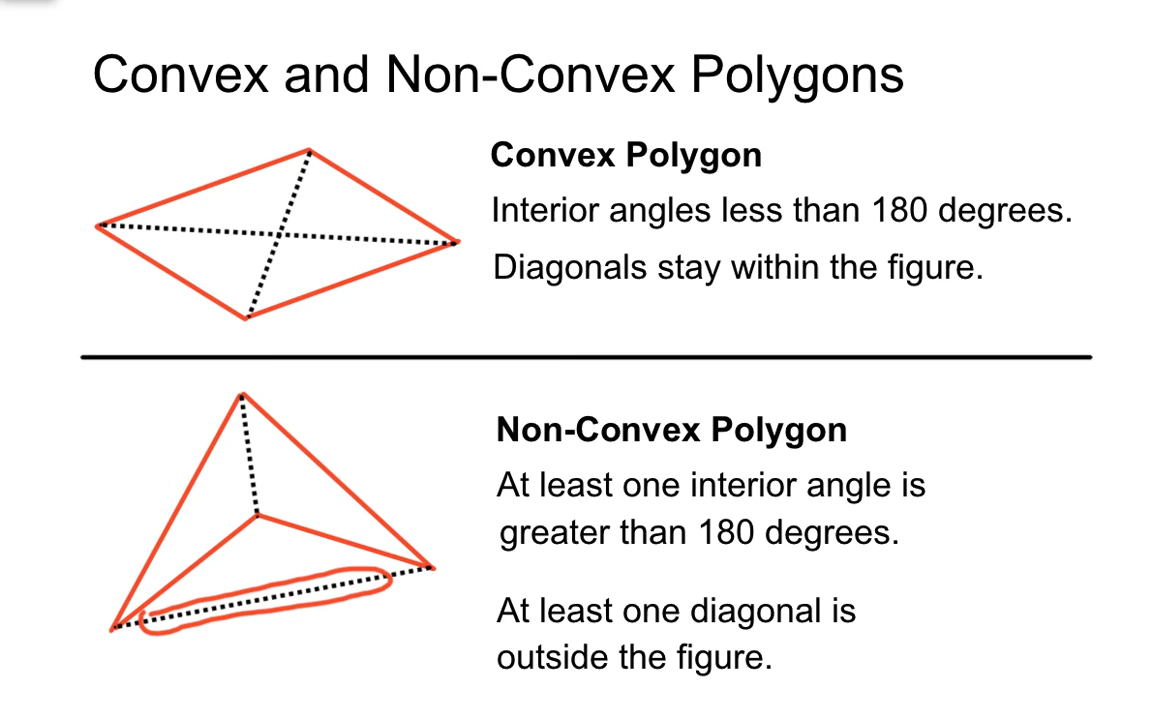 Convex and Non-Convex Polygons
Convex Polygon
Interior angles less than 180 degrees.
Diagonals stay within the figure.
Non-Convex Polygon
At least one interior angle is
greater than 180 degrees.
At least one diagonal is
outside the figure.